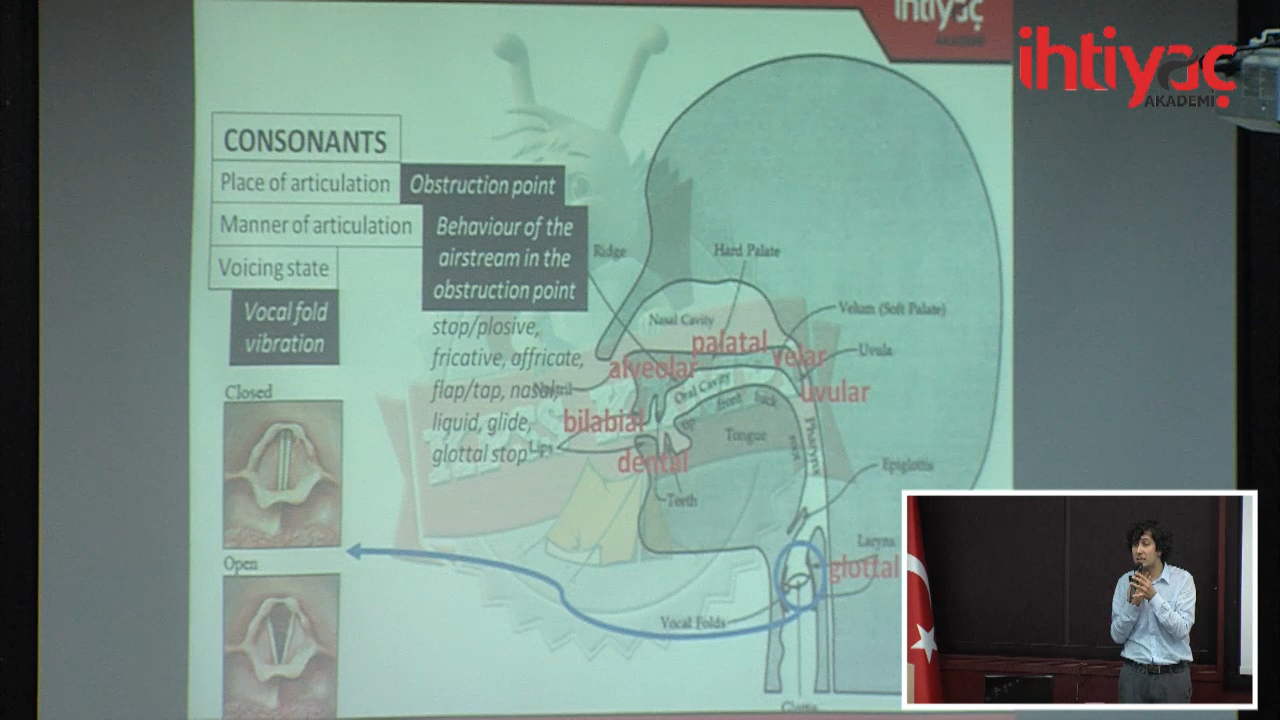 ihtiyaç
AKADEMİ
ihtiyaç
AKADEMİ
CONSONANTS
Place of articulation
Obstruction point
Manner of articulation
Behaviour of the
airstream in the
obstruction point
Voicing state
Vocal fold
vibration
stop/plosive,
fricative, affricate,
flap/tap, nasal,
liquid, glide,
glottal stop
Closed
Open
Ridge
Hard Palate
Nasal Cavity
Velum (Soft Palate)
palatal
velar
Uvula
alveolar
uvular
Oral Cavity
front
back
bilabial
Tongue
Pharynx
Lips
dental
Epiglottis
Teeth
Larynx
glottal
Vocal Folds
Glottis